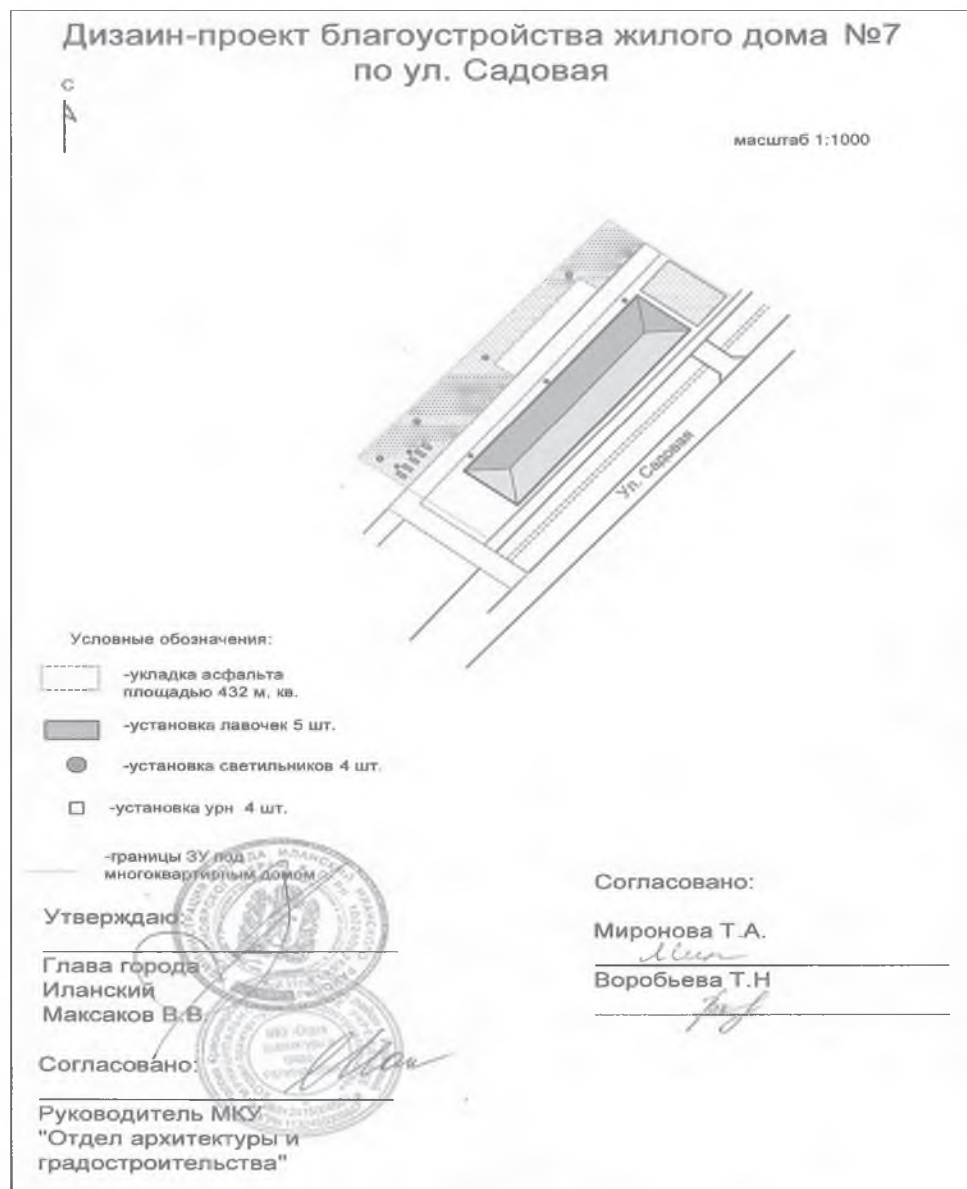 Дизайн-проект благоустройства жилого дома №7
по ул. Садовая
С
масштаб 1:1000
Ул. Садовая
Условные обозначения:
-укладка асфальта
площадью 432 м. кв.
-установка лавочек 5 шт.
-установка светильников 4 шт.
-установка урн 4 шт.
-границы ЗУ под
многоквартирным домом
Утверждаю:
Глава города
Иланский
Максаков В.В.
Согласовано:
Руководитель МКУ
"Отдел архитектуры и
градостроительства"
Согласовано:
Миронова Т.А.
Воробьева Т.Н